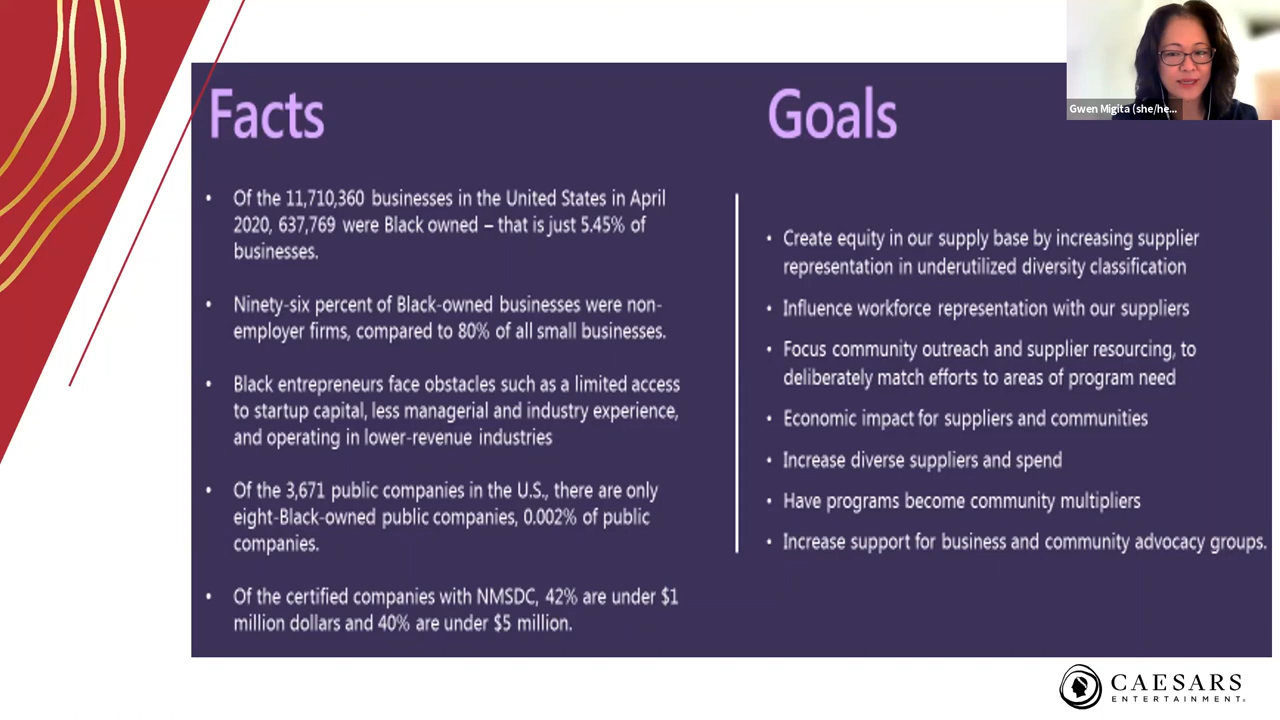 Facts
• Of the 11,710,360 businesses in the United States in April
2020, 637,769 were Black owned – that is just 5.45% of
businesses.
• Ninety-six percent of Black-owned businesses were non-
employer firms, compared to 80% of all small businesses.
• Black entrepreneurs face obstacles such as a limited access
to startup capital, less managerial and industry experience,
and operating in lower-revenue industries
• Of the 3,671 public companies in the U.S., there are only
eight-Black-owned public companies, 0.002% of public
companies.
• Of the certified companies with NMSDC, 42% are under $1
million dollars and 40% are under $5 million.
Goals
• Create equity in our supply base by increasing supplier
representation in underutilized diversity classification
• Influence workforce representation with our suppliers
• Focus community outreach and supplier resourcing, to
deliberately match efforts to areas of program need
• Economic impact for suppliers and communities
• Increase diverse suppliers and spend
• Have programs become community multipliers
• Increase support for business and community advocacy groups.
Gwen Migita (she/he...
CAESARS
ENTERTAINMENT